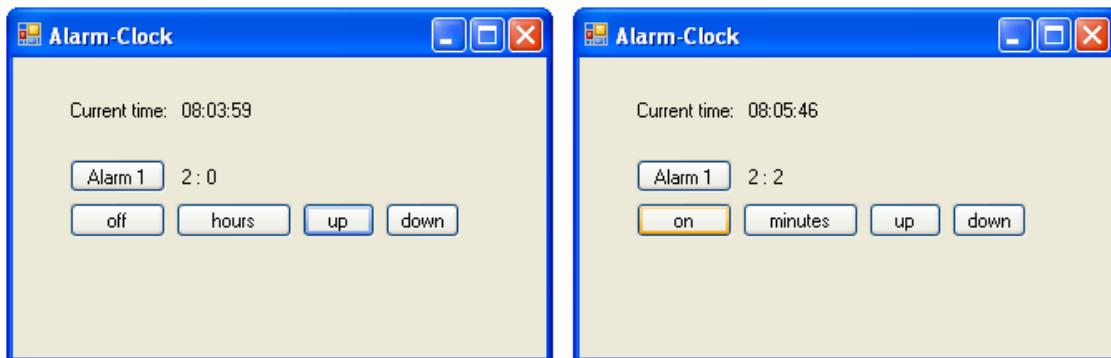 Alarm-Clock
Current time: 08:03:59
Alarm 1 2 : 0
off hours up down
Alarm-Clock
Current time: 08:05:46
Alarm 1 2 : 2
on minutes up down